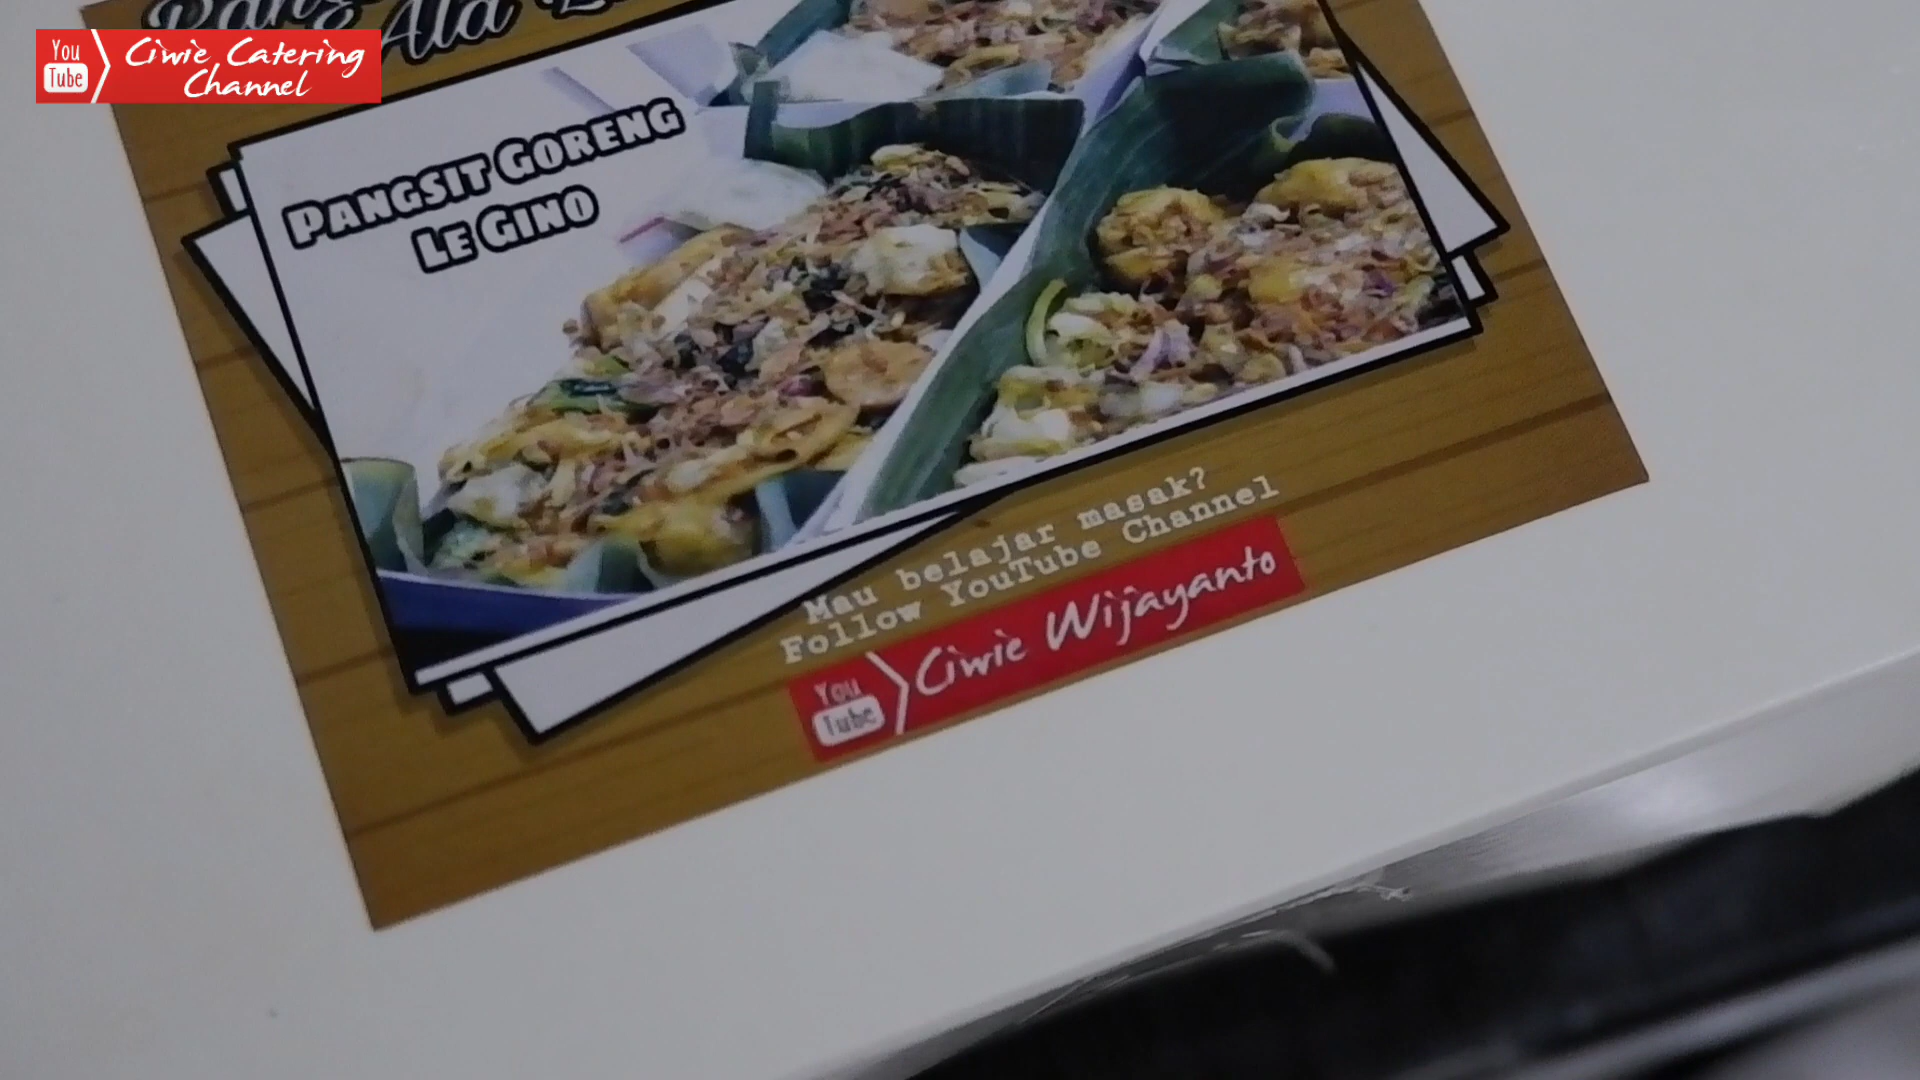 You
Tube
Ciwie Catering
Channel
Ala
PANGSIT GORENG
LE GINO
Mau belajar masak?
Follow YouTube Channel
You
Tube
Ciwie Wijayanto